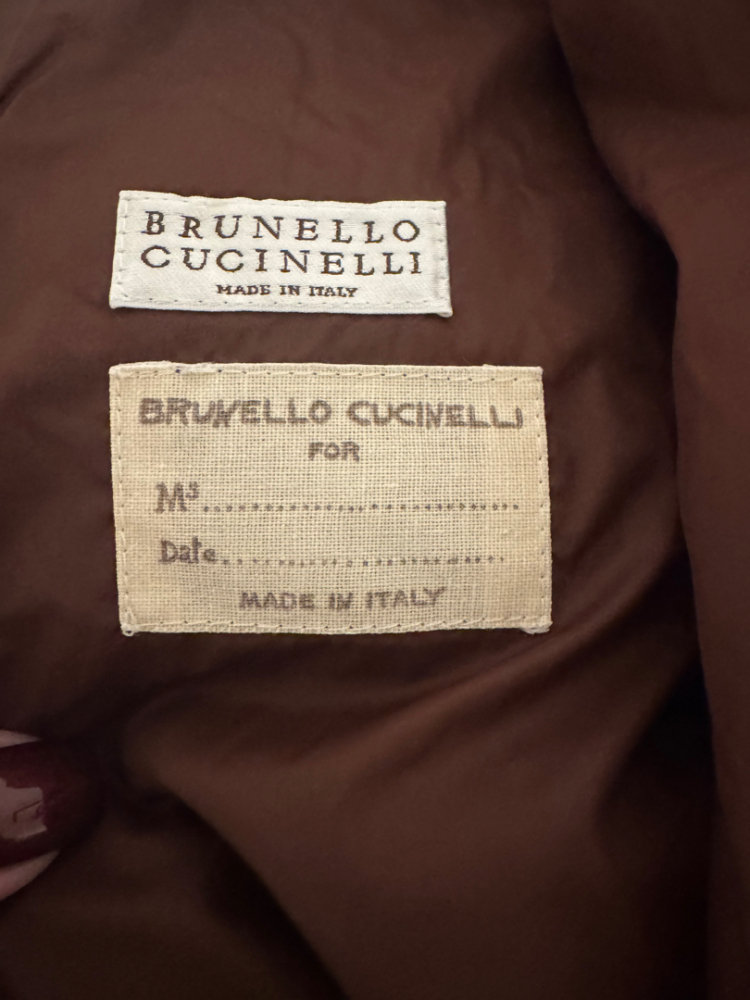 BRUNELLO
CUCINELLI
MADE IN ITALY
BRUNELLO CUCINELLI
FOR
Ms........................................
Date....................................
MADE IN ITALY